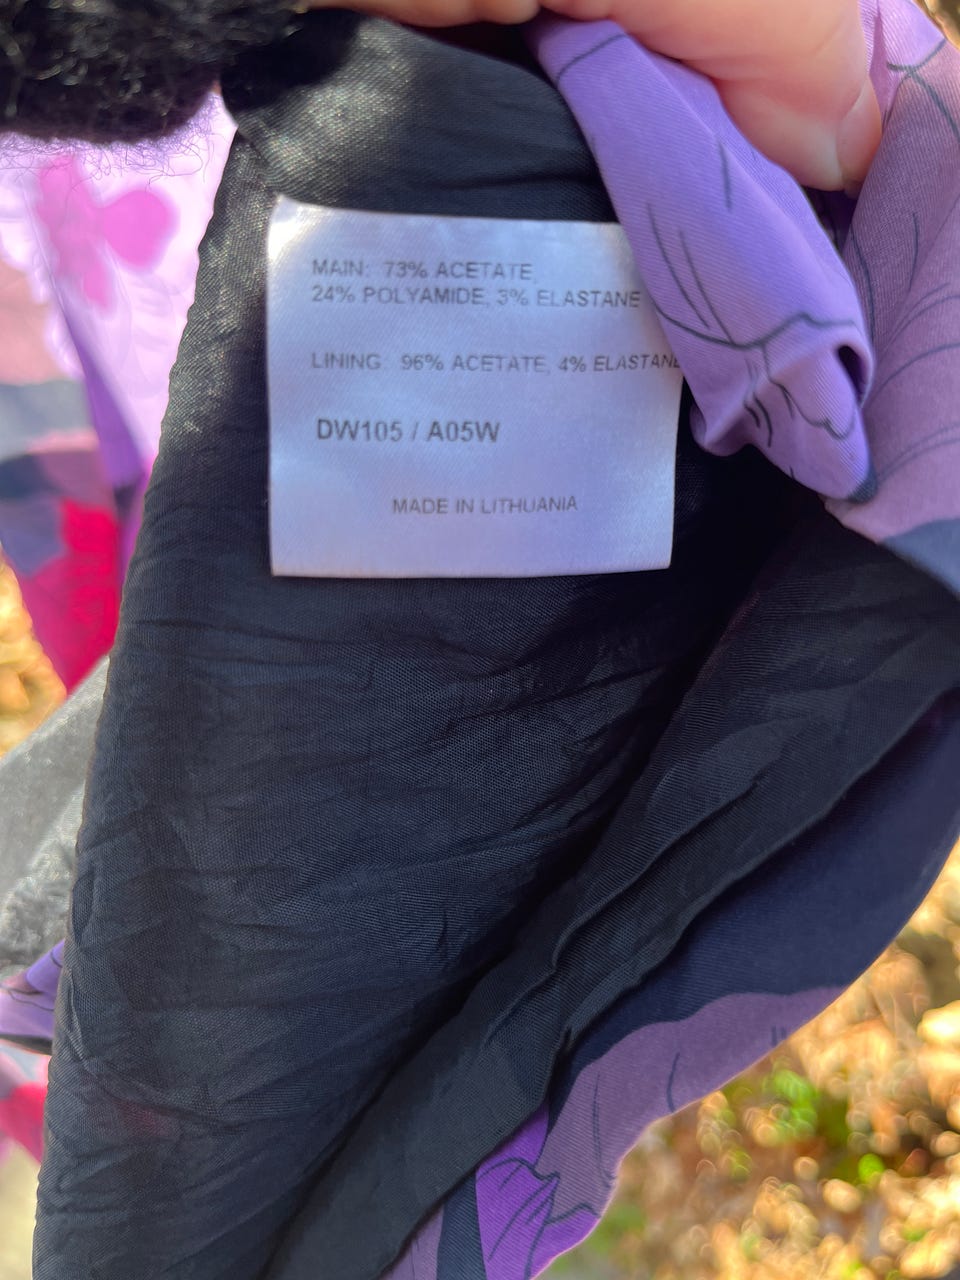 MAIN: 73% ACETATE,
24% POLYAMIDE, 3% ELASTANE
LINING: 96% ACETATE, 4% ELASTANE
DW105 / A05W
MADE IN LITHUANIA